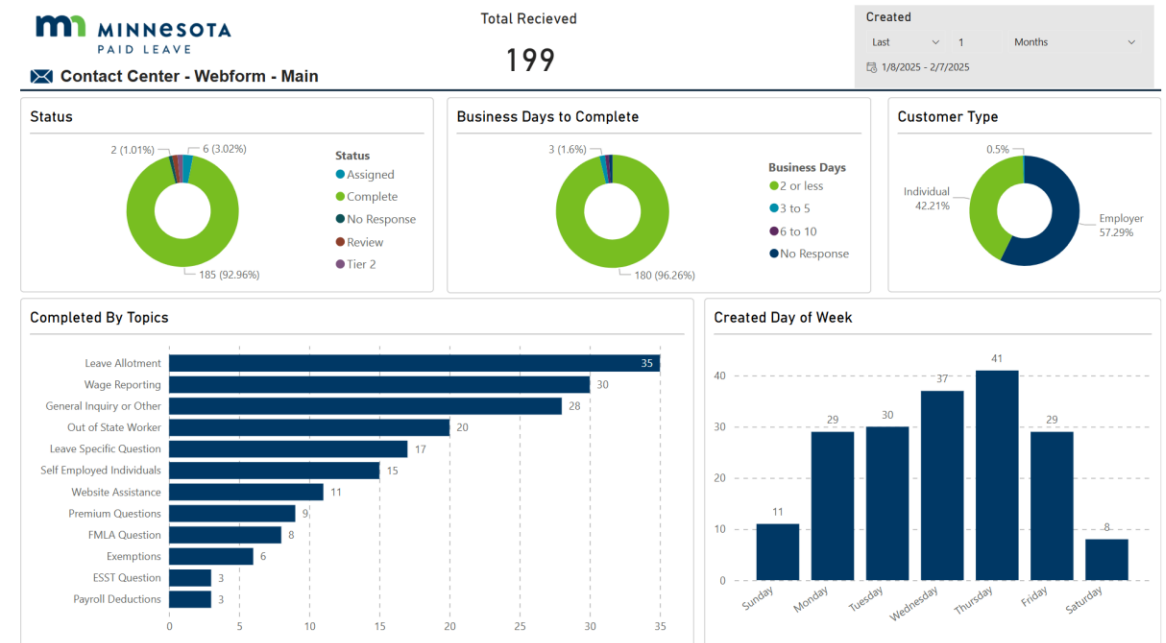 MINNESOTA
PAID LEAVE
Contact Center - Webform - Main
Total Recieved
199
Created
Last 1 Months
1/8/2025 - 2/7/2025
Status
2 (1.01%)
6 (3.02%)
185 (92.96%)
Status
Assigned
Complete
No Response
Review
Tier 2
Business Days to Complete
3 (1.6%)
180 (96.26%)
Business Days
2 or less
3 to 5
6 to 10
No Response
Customer Type
0.5%
Individual
42.21%
Employer
57.29%
Completed By Topics
Leave Allotment 35
Wage Reporting 30
General Inquiry or Other 28
Out of State Worker 20
Leave Specific Question 17
Self Employed Individuals 15
Website Assistance 11
Premium Questions 9
FMLA Question 8
Exemptions 6
ESST Question 3
Payroll Deductions 3
0 5 10 15 20 25 30 35
Created Day of Week
40
30
20
10
0
11 29 30 37 41 29 8
Sunday Monday Tuesday Wednesday Thursday Friday Saturday